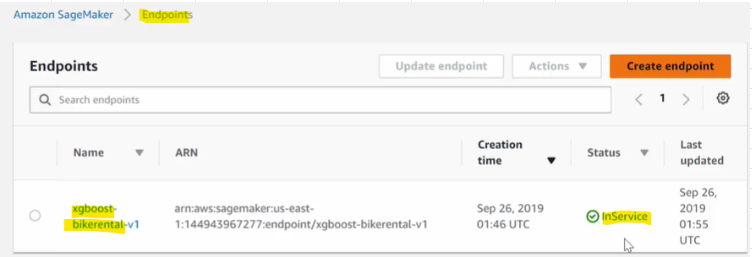 Amazon SageMaker > Endpoints
Endpoints
Update endpoint
Actions
Create endpoint
Search endpoints
1
Name
ARN
Creation
time
Status
Last
updated
xgboost-
bikerental-v1
arn:aws:sagemaker:us-east-
1:144943967277:endpoint/xgboost-bikerental-v1
Sep 26, 2019
01:46 UTC
InService
Sep 26,
2019
01:55
UTC